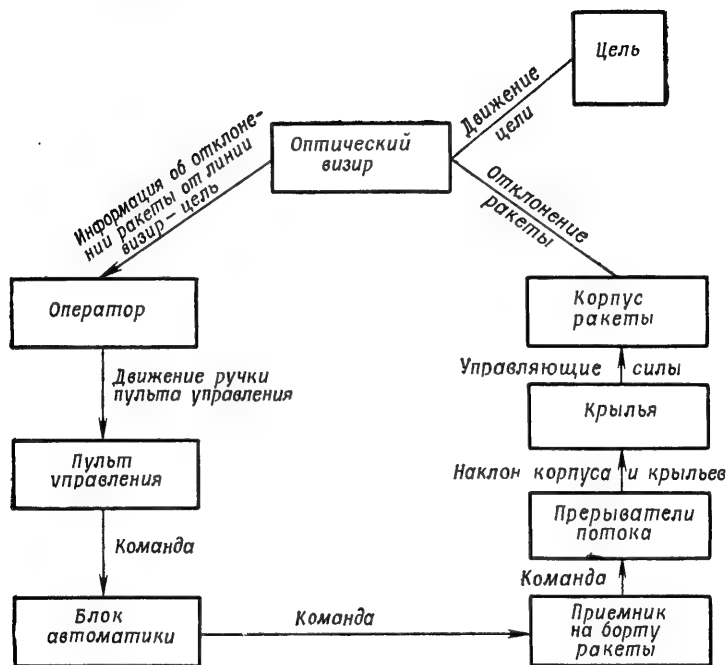 Цель
Оптический
визир
Движение
цели
Отклонение
ракеты
Информация об отклоне-
нии ракеты от линии
визир – цель
Оператор
Корпус
ракеты
Движение ручки
пульта управления
Управляющие силы
Крылья
Пульт
управления
Наклон корпуса и крыльев
Прерыватели
потока
Команда
Команда
Блок
автоматики
Команда
Приемник
на борту
ракеты